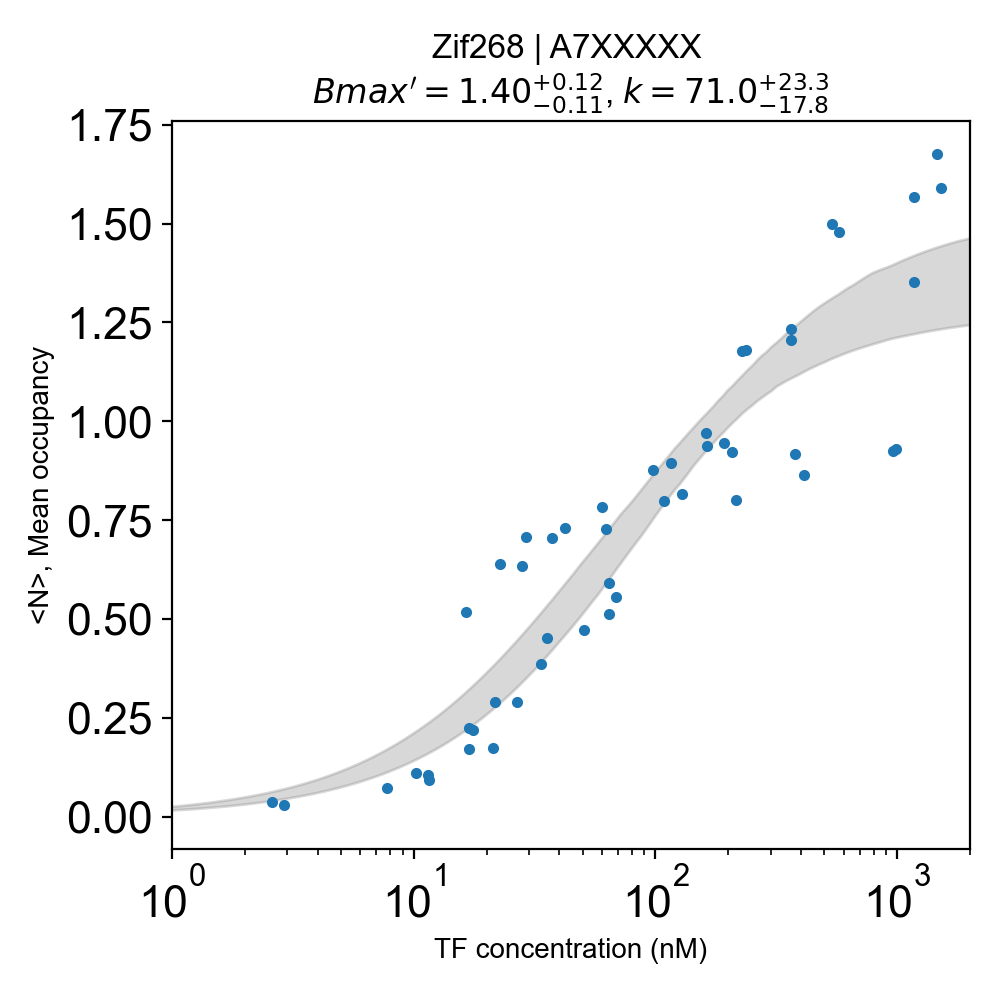 Zif268 | A7XXXXX
Bmax′ = 1.40+0.12−0.11, k = 71.0+23.3−17.8
1.75
1.50
1.25
1.00
0.75
0.50
0.25
0.00
<N>, Mean occupancy
10^0 10^1 10^2 10^3
TF concentration (nM)